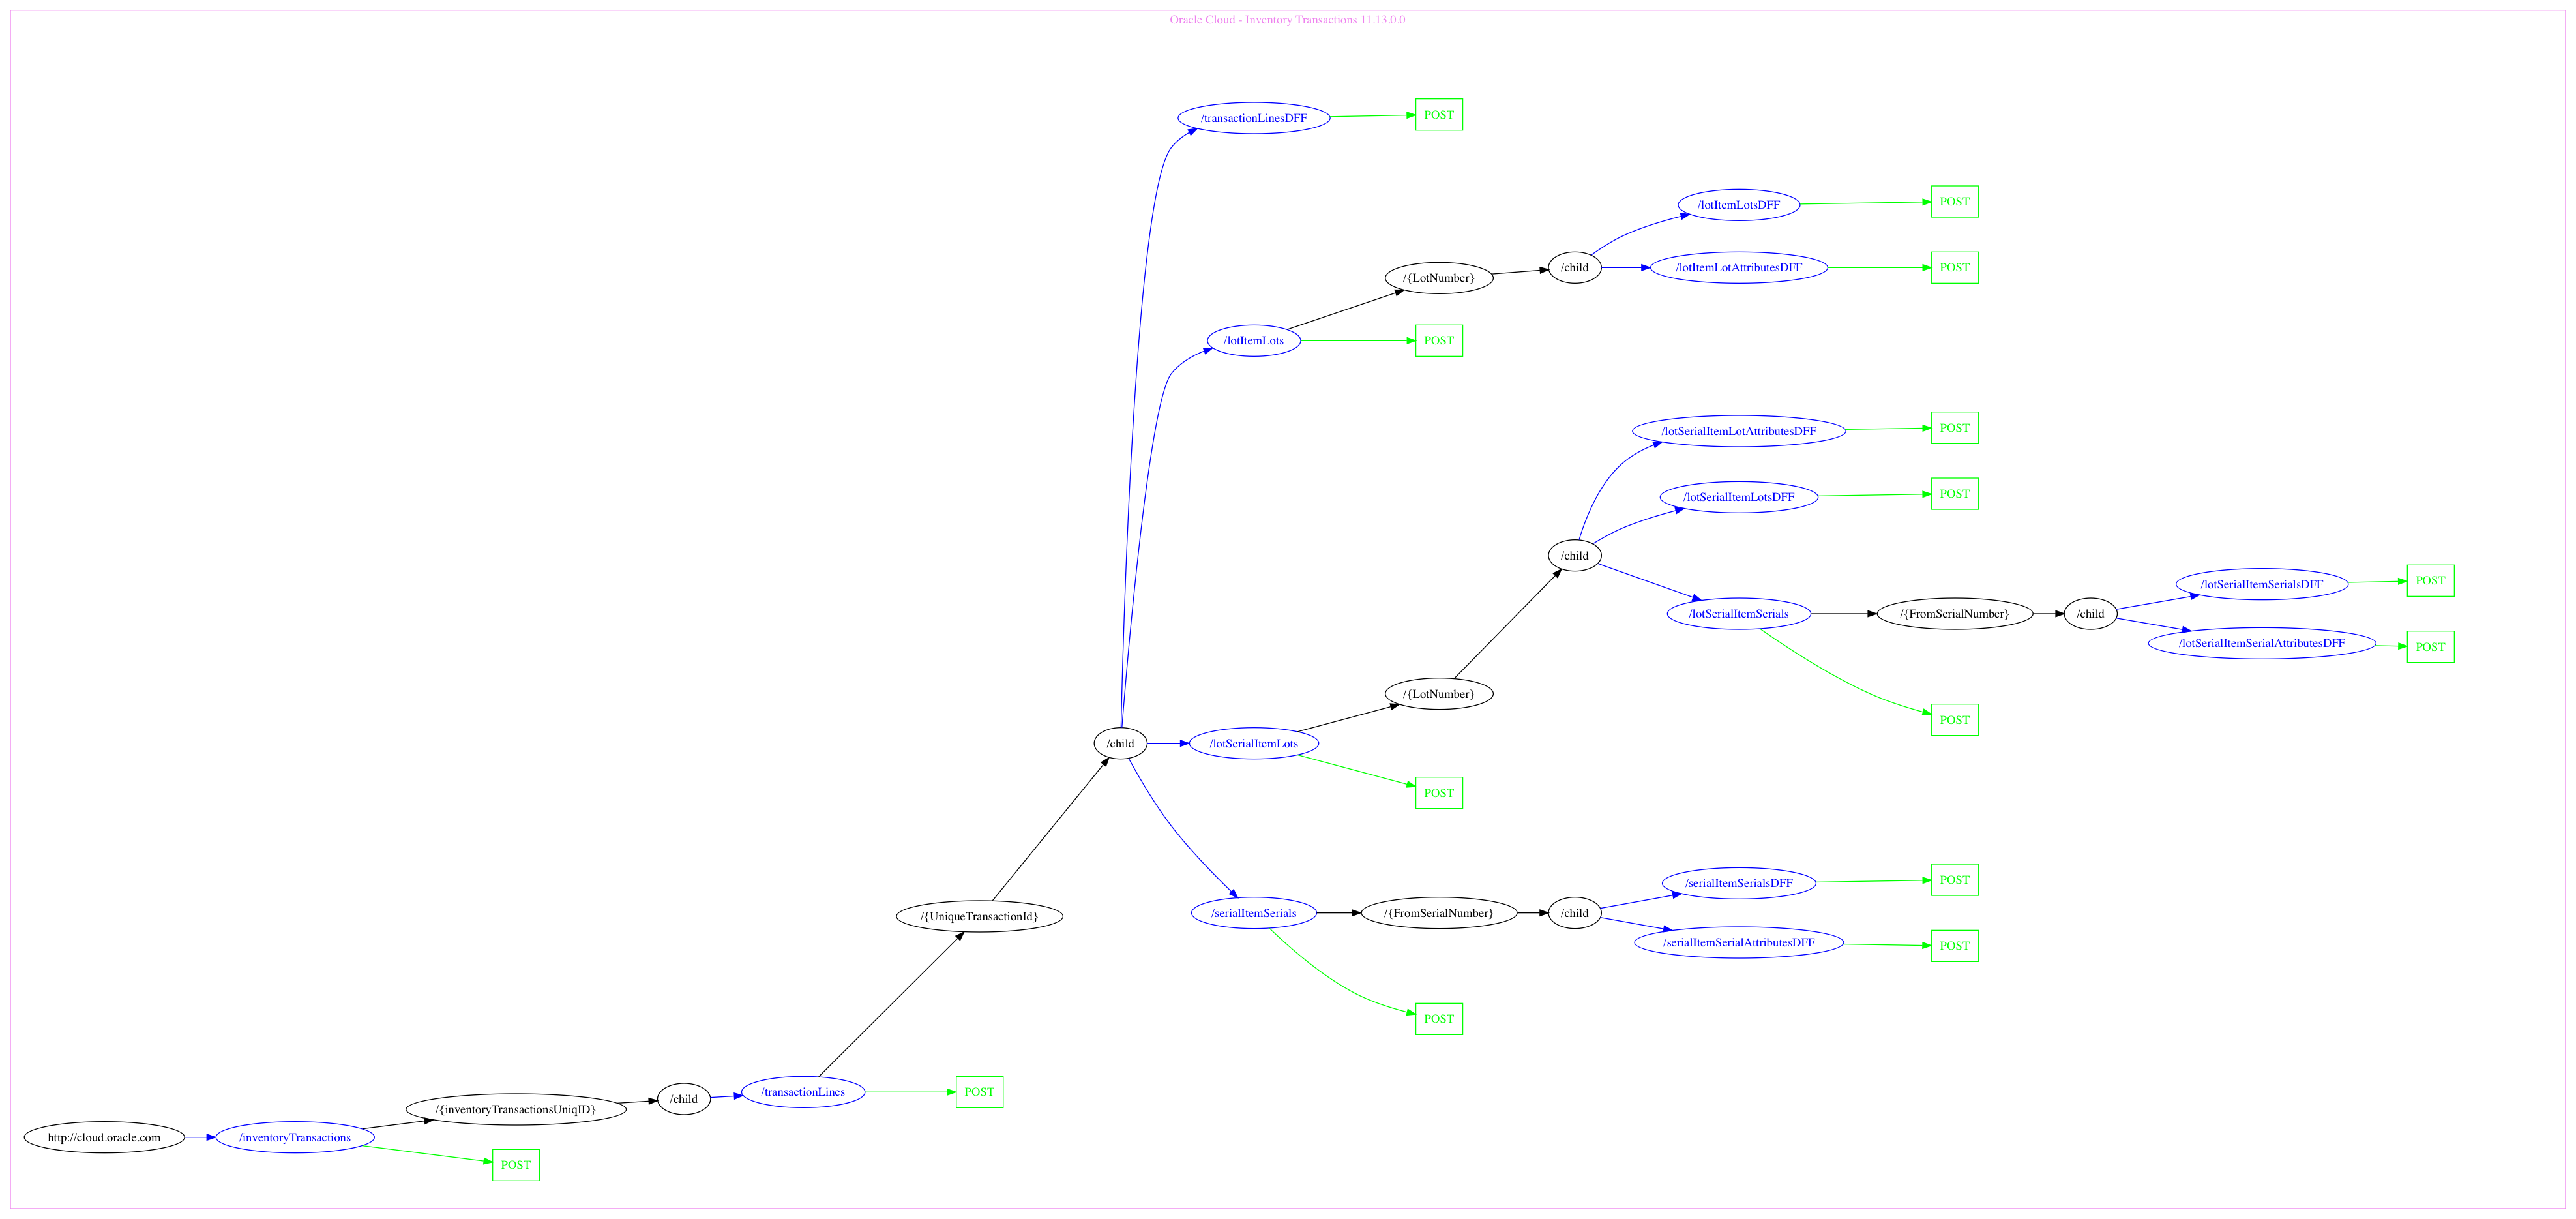 Oracle Cloud - Inventory Transactions 11.13.0.0
/transactionLinesDFF
POST
/lotItemLotsDFF
POST
/{LotNumber}
/child
/lotItemLotAttributesDFF
POST
/lotItemLots
POST
/lotSerialItemLotAttributesDFF
POST
/lotSerialItemLotsDFF
POST
/child
/lotSerialItemSerialsDFF
POST
/lotSerialItemSerials
/{FromSerialNumber}
/child
/lotSerialItemSerialAttributesDFF
POST
/{LotNumber}
POST
/child
/lotSerialItemLots
POST
/serialItemSerialsDFF
POST
/{UniqueTransactionId}
/serialItemSerials
/{FromSerialNumber}
/child
/serialItemSerialAttributesDFF
POST
POST
/{inventoryTransactionsUniqID}
/child
/transactionLines
POST
http://cloud.oracle.com
/inventoryTransactions
POST